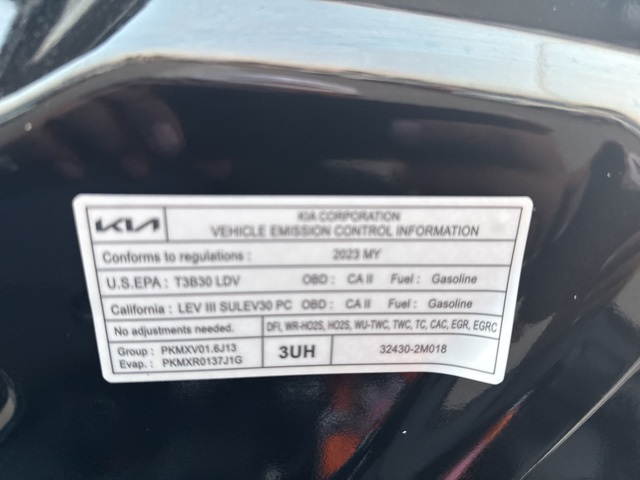 KIA
KIA CORPORATION
VEHICLE EMISSION CONTROL INFORMATION
Conforms to regulations : 2023 MY
U.S.EPA : T3B30 LDV OBD : CA II Fuel : Gasoline
California : LEV III SULEV30 PC OBD : CA II Fuel : Gasoline
No adjustments needed. DFI, WR-HO2S, HO2S, WU-TWC, TWC, TC, CAC, EGR, EGRC
Group : PKMXV01.6J13
Evap. : PKMXR0137J1G
3UH
32430-2M018